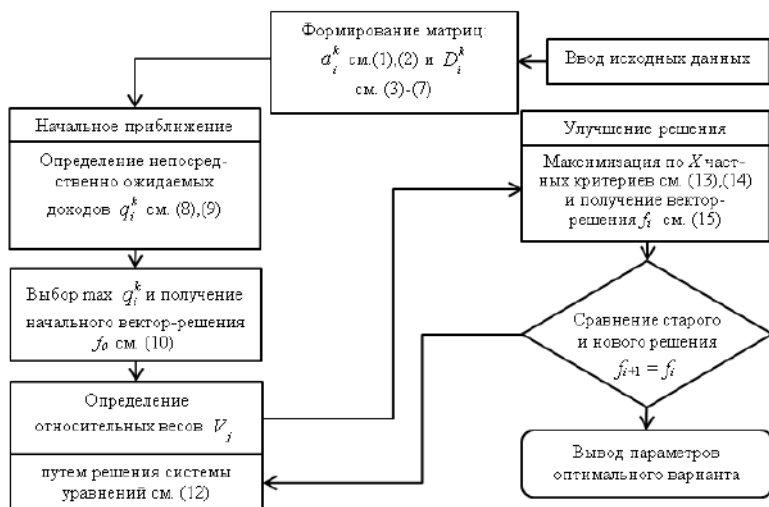 Ввод исходных данных
Формирование матриц:
a_i^k см.(1),(2) и D_i^k
см. (3)-(7)
Начальное приближение
Определение непосред-
ственно ожидаемых
доходов q_i^k см. (8),(9)
Выбор max q_i^k и получение
начального вектор-решения
f_0 см. (10)
Определение
относительных весов V_j
путем решения системы
уравнений см. (12)
Улучшение решения
Максимизация по X част-
ных критериев см. (13),(14)
и получение вектор-
решения f_i см. (15)
Сравнение старого
и нового решения
f_{i+1} = f_i
Вывод параметров
оптимального варианта